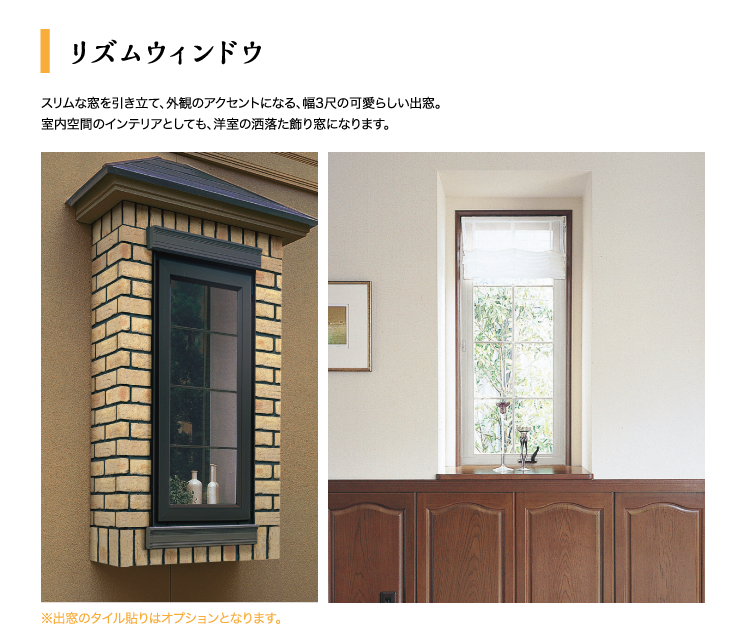 リズムウィンドウ
スリムな窓を引き立て、外観のアクセントになる、幅3尺の可愛らしい出窓。
室内空間のインテリアとしても、洋室の洒落た飾り窓になります。
※出窓のタイル貼りはオプションとなります。